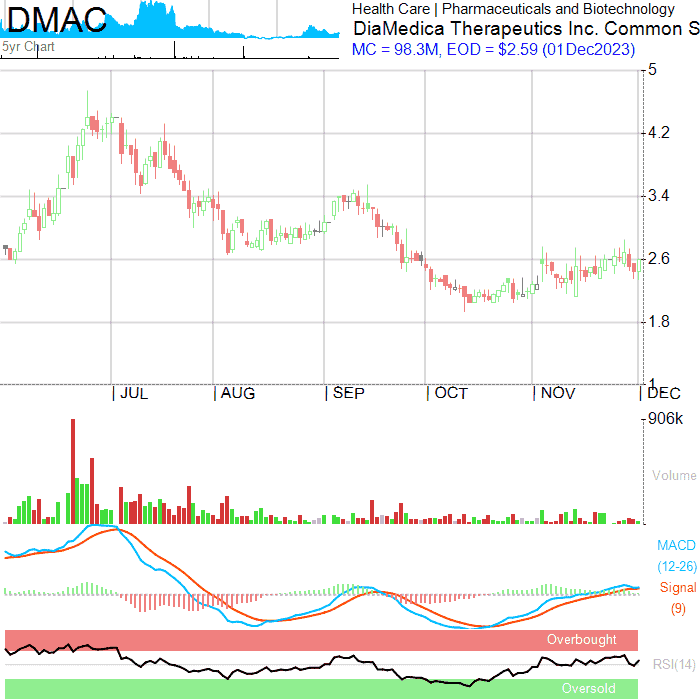 DMAC
5yr Chart
Health Care | Pharmaceuticals and Biotechnology
DiaMedica Therapeutics Inc. Common S
MC = 98.3M, EOD = $2.59 (01Dec2023)
5
4.2
3.4
2.6
1.8
1
JUL AUG SEP OCT NOV DEC
906k
Volume
MACD
(12-26)
Signal
(9)
Overbought
RSI(14)
Oversold